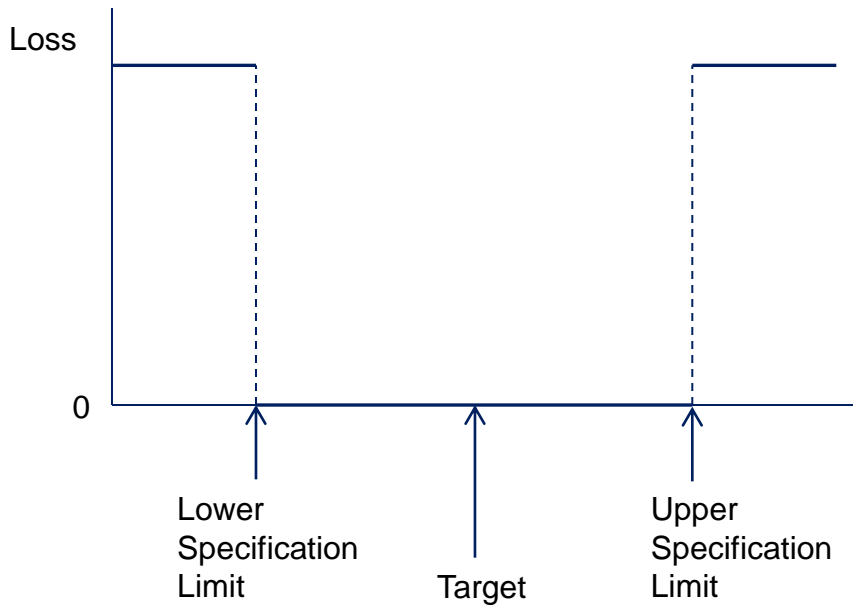 Loss
0
Lower
Specification
Limit
Target
Upper
Specification
Limit